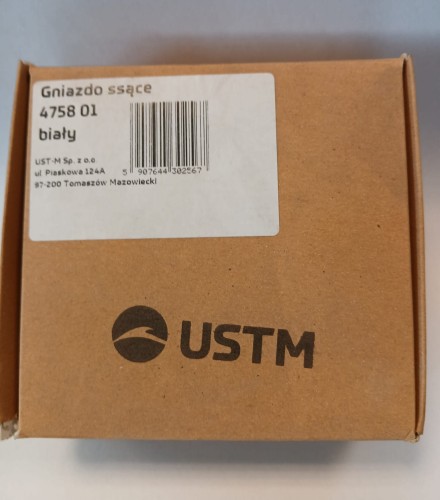 Gniazdo ssące
4758 01
biały
UST-M Sp. z o.o.
ul. Piaskowa 124A
97-200 Tomaszów Mazowiecki
5 907644 302567
USTM